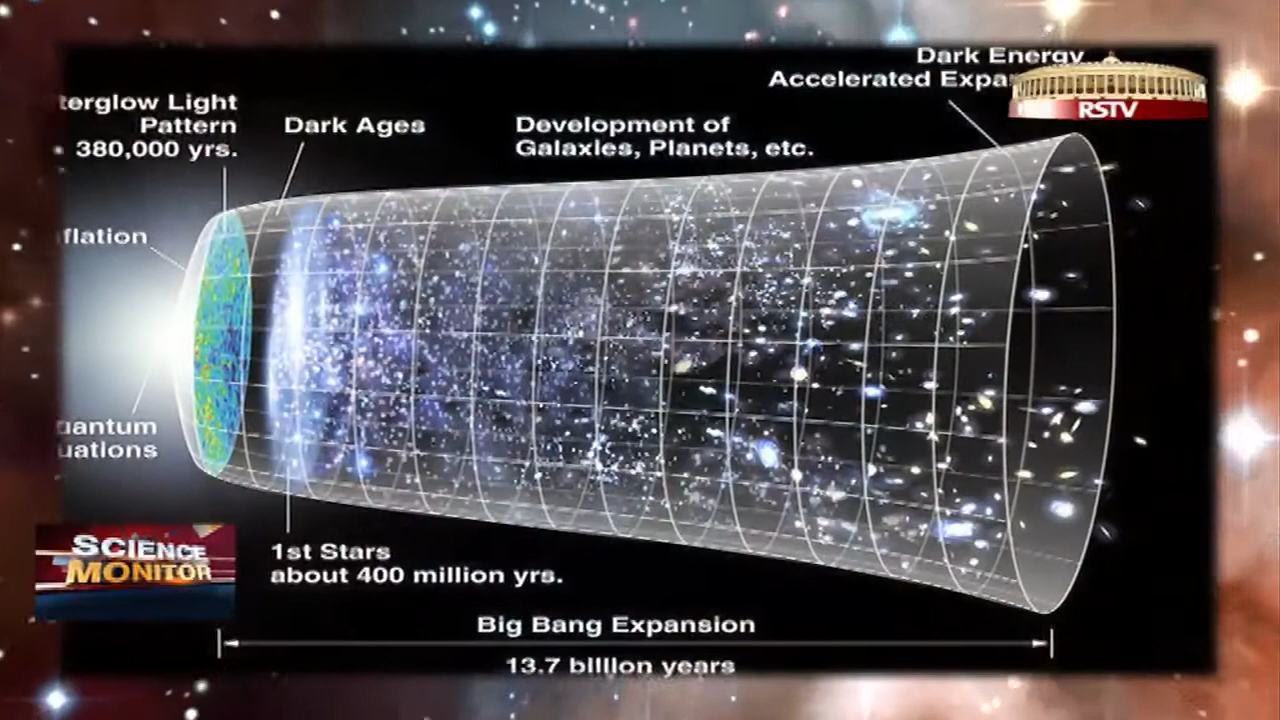 Dark Energy
Accelerated Expa
RSTV
terglow Light
Pattern
380,000 yrs.
Dark Ages
Development of
Galaxies, Planets, etc.
flation
uantum
uations
SCIENCE
MONITOR
1st Stars
about 400 million yrs.
Big Bang Expansion
13.7 billion years